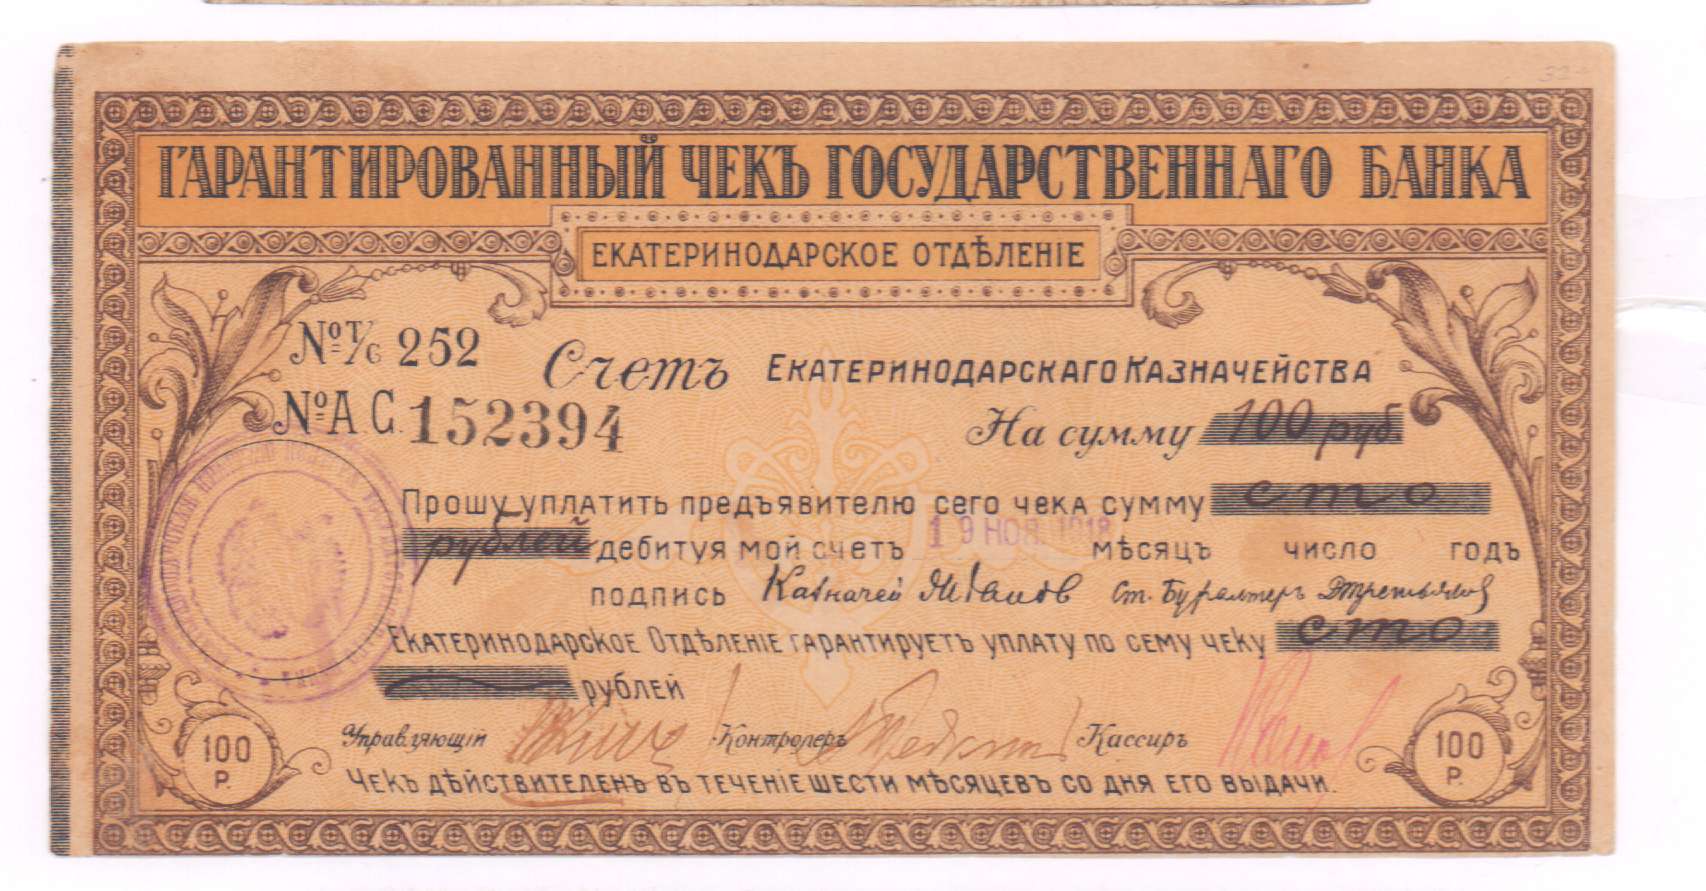 ГАРАНТИРОВАННЫЙ ЧЕКЪ ГОСУДАРСТВЕННАГО БАНКА
ЕКАТЕРИНОДАРСКОЕ ОТДѢЛЕНІЕ
№ Т/С 252
Счетъ ЕКАТЕРИНОДАРСКАГО КАЗНАЧЕЙСТВА
№ А С. 152394
На сумму 100 руб.
Прошу уплатить предъявителю сего чека сумму сто
рублей дебитуя мой счетъ 19 НОЯ. 1918 мѣсяцъ число годъ
подпись Казначей Ст. Бухгалтеръ
ЕКАТЕРИНОДАРСКОЕ ОТДѢЛЕНІЕ ГАРАНТИРУЕТЪ УПЛАТУ ПО СЕМУ ЧЕКУ сто
рублей
Управляющій Контролеръ Кассиръ
ЧЕКЪ ДѢЙСТВИТЕЛЕНЪ ВЪ ТЕЧЕНІЕ ШЕСТИ МѢСЯЦЕВЪ СО ДНЯ ЕГО ВЫДАЧИ.
100 Р.
100 Р.